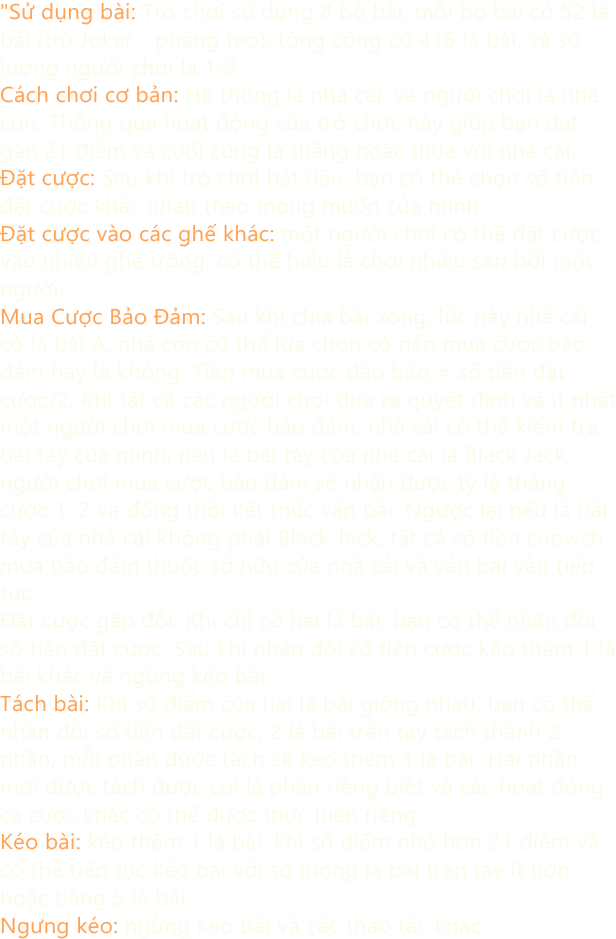 "Sử dụng bài: Trò chơi sử dụng 8 bộ bài, mỗi bộ bài có 52 lá
bài (trừ Joker - phăng teo), tổng cộng có 416 lá bài, và số
lượng người chơi là 1-3
Cách chơi cơ bản: Hệ thống là nhà cái, và người chơi là nhà
con. Thông qua hoạt động của trò chơi, hãy giúp bạn đạt
gần 21 điểm và cuối cùng là thắng hoặc thua với nhà cái.
Đặt cược: Sau khi trò chơi bắt đầu, bạn có thể chọn số tiền
đặt cược khác nhau theo mong muốn của mình
Đặt cược vào các ghế khác: một người chơi có thể đặt cược
vào nhiều ghế trống, có thể hiểu là chơi nhiều sàn bởi một
người.
Mua Cược Bảo Đảm: Sau khi chia bài xong, lúc này nhà cái
có lá bài A, nhà con có thể lựa chọn có nên mua cược bảo
đảm hay là không. Tiền mua cược đảo bảo = số tiền đặt
cược/2. Khi tất cả các người chơi đưa ra quyết định và ít nhất
một người chơi mua cược bảo đảm, nhà cái có thể kiểm tra
bài tẩy của mình, nếu lá bài tẩy của nhà cái là Black Jack,
người chơi mua cược bảo đảm sẽ nhận được tỷ lệ thắng
cược 1: 2 và đồng thời kết thúc ván bài. Ngược lại nếu lá bài
tẩy của nhà cái không phải Black Jack, tất cả số tiền cuowch
mua bảo đảm thuộc sở hữu của nhà cái và ván bài vẫn tiếp
tục.
Đặt cược gấp đôi: Khi chỉ có hai lá bài, bạn có thể nhân đôi
số tiền đặt cược. Sau khi nhân đôi số tiền cược kéo thêm 1 lá
bài khác và ngừng kéo bài.
Tách bài: Khi số điểm của hai lá bài giống nhau, bạn có thể
nhân đôi số tiền đặt cược. 2 lá bài trên tay tách thành 2
phần, mỗi phần được tách sẽ kéo thêm 1 lá bài. Hai phần
mới được tách được coi là phần riêng biệt và các hoạt động
cá cược khác có thể được thực hiện riêng
Kéo bài: kéo thêm 1 lá bài, khi số điểm nhỏ hơn 21 điểm và
có thể tiếp tục kéo bài với số lượng lá bài trên tay ít hơn
hoặc bằng 5 lá bài
Ngưng kéo: ngừng kéo bài và các thao tác khác